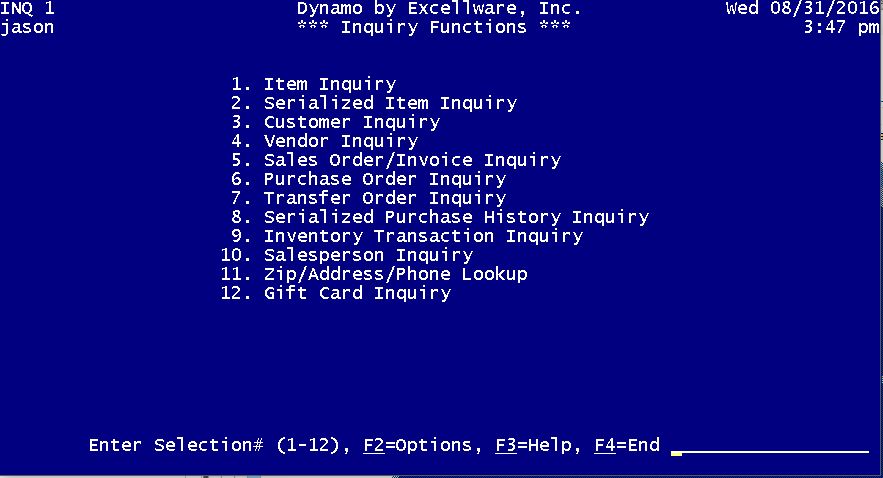 INQ 1 Dynamo by Excellware, Inc. Wed 08/31/2016
jason *** Inquiry Functions *** 3:47 pm
1. Item Inquiry
2. Serialized Item Inquiry
3. Customer Inquiry
4. Vendor Inquiry
5. Sales Order/Invoice Inquiry
6. Purchase Order Inquiry
7. Transfer Order Inquiry
8. Serialized Purchase History Inquiry
9. Inventory Transaction Inquiry
10. Salesperson Inquiry
11. Zip/Address/Phone Lookup
12. Gift Card Inquiry
Enter Selection# (1-12), F2=Options, F3=Help, F4=End